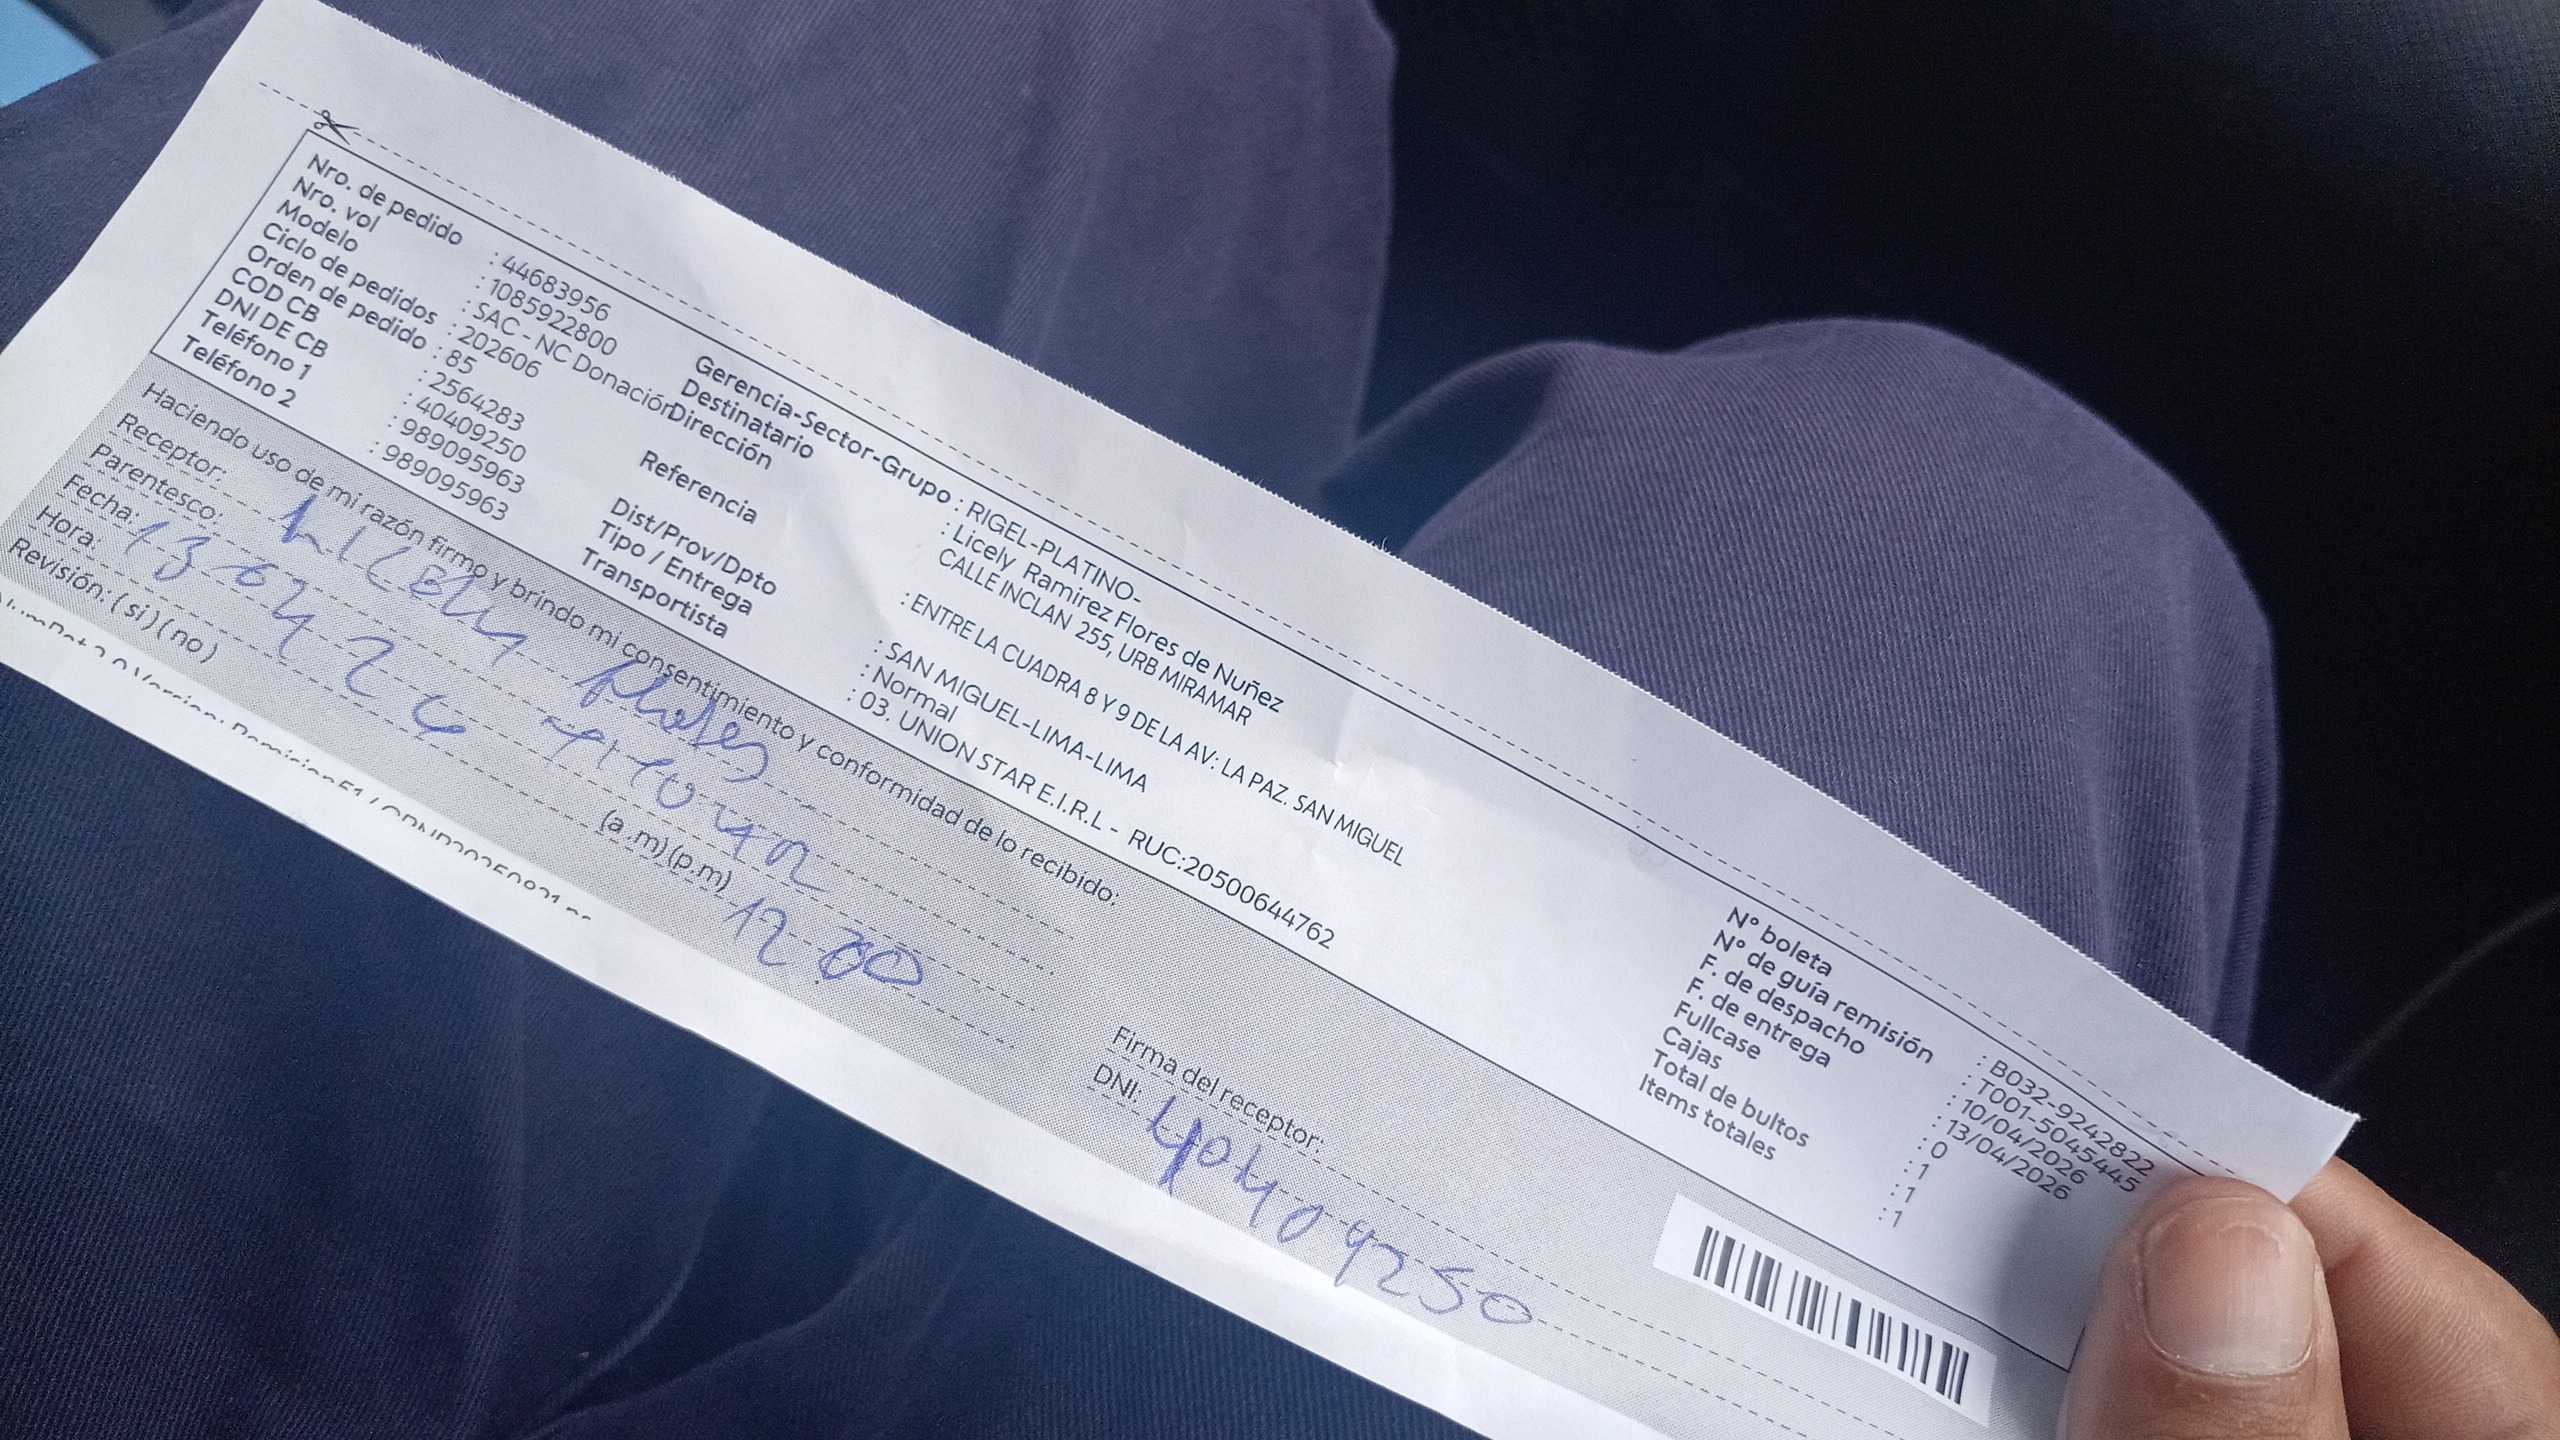 Nro. de pedido : 44683956
Nro. vol : 1085922800
Modelo : SAC - NC Donación
Ciclo de pedidos : 202606
Orden de pedido : 85
COD CB : 2564283
DNI DE CB : 40409250
Teléfono 1 : 989095963
Teléfono 2 : 989095963
Gerencia-Sector-Grupo : RIGEL-PLATINO-
Destinatario : Licely Ramirez Flores de Nuñez
Dirección CALLE INCLAN 255, URB MIRAMAR
Referencia : ENTRE LA CUADRA 8 Y 9 DE LA AV: LA PAZ. SAN MIGUEL
Dist/Prov/Dpto : SAN MIGUEL-LIMA-LIMA
Tipo / Entrega : Normal
Transportista : 03. UNION STAR E.I.R.L - RUC:20500644762
N° boleta : B032-9242822
N° de guía remisión : T001-50454445
F. de despacho : 10/04/2026
F. de entrega : 13/04/2026
Fullcase : 0
Cajas : 1
Total de bultos : 1
Items totales : 1
Haciendo uso de mi razón firmo y brindo mi consentimiento y conformidad de lo recibido:
Receptor: Licely Flores
Parentesco:
Fecha: 13 04 26
Hora: (a.m)(p.m) 12 00
Revisión: ( si ) ( no )
Firma del receptor:
DNI: 40409250